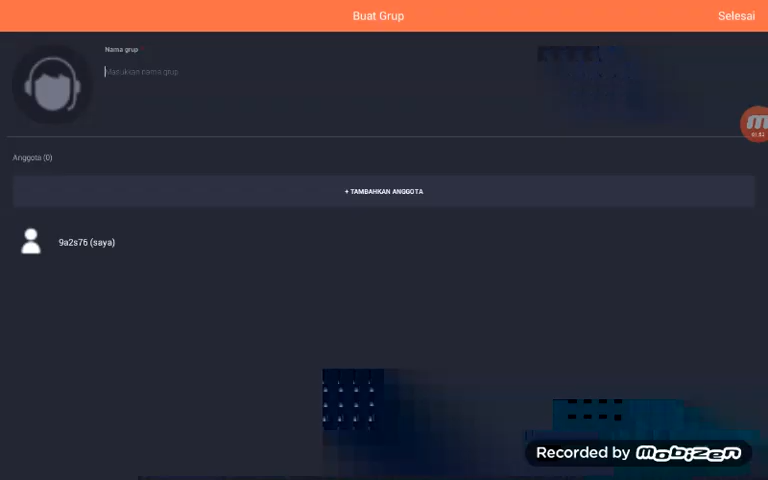 Buat Grup
Selesai
Nama grup
Masukkan nama grup
Anggota (0)
+ TAMBAHKAN ANGGOTA
9a2s76 (saya)
Recorded by mobizen